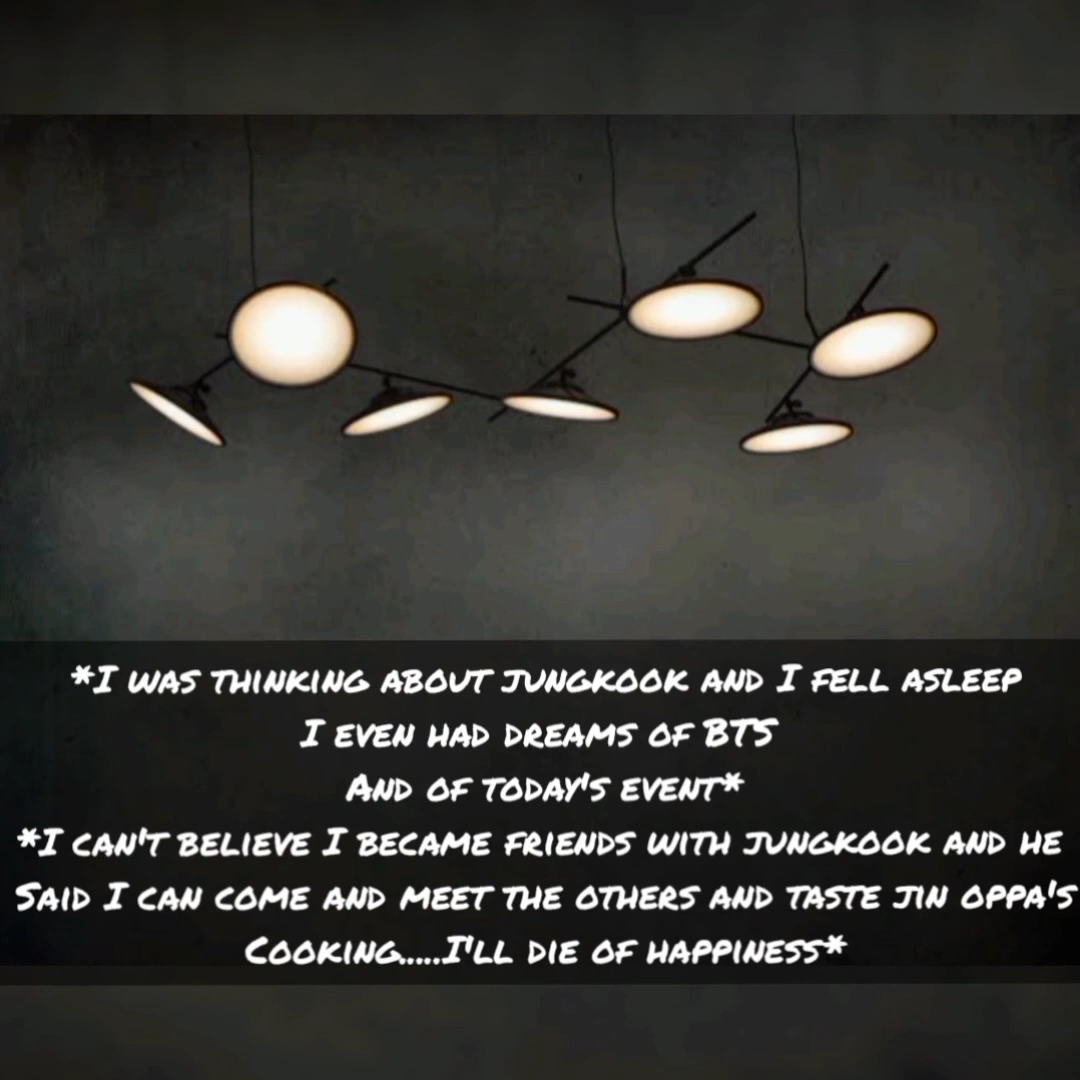 *I was thinking about jungkook and I fell asleep
I even had dreams of BTS
And of today's event*
*I can't believe I became friends with jungkook and he
Said I can come and meet the others and taste jin oppa's
Cooking.....I'll die of happiness*